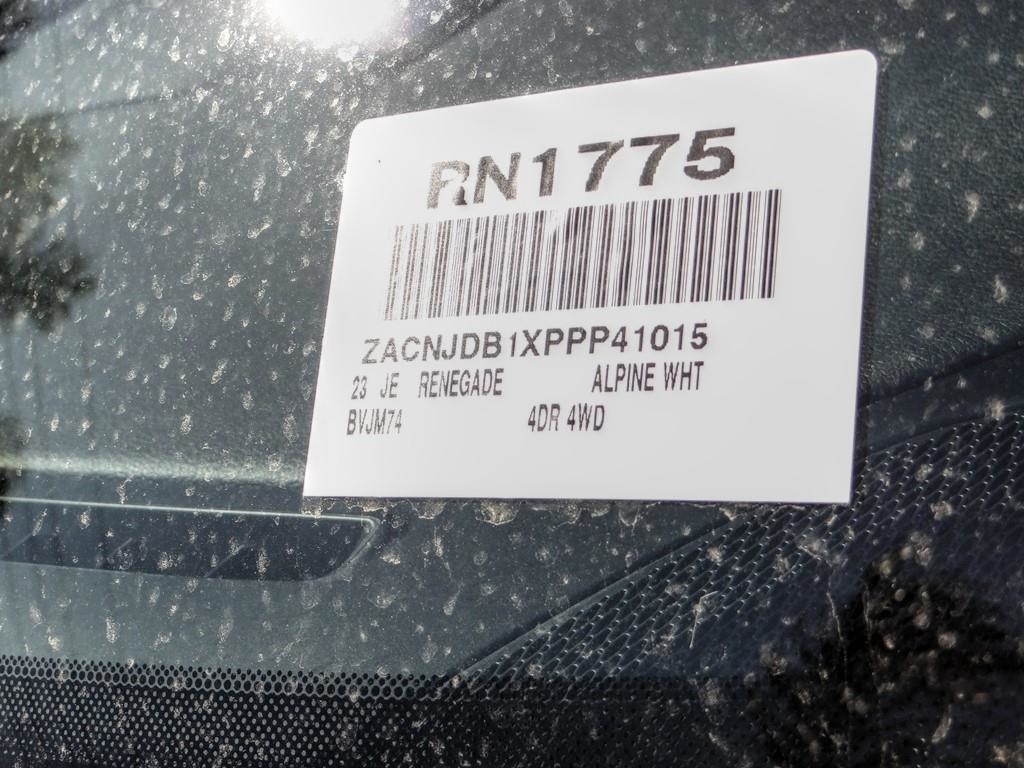 RN1775
ZACNJDB1XPPP41015
23 JE RENEGADE ALPINE WHT
BVJM74 4DR 4WD